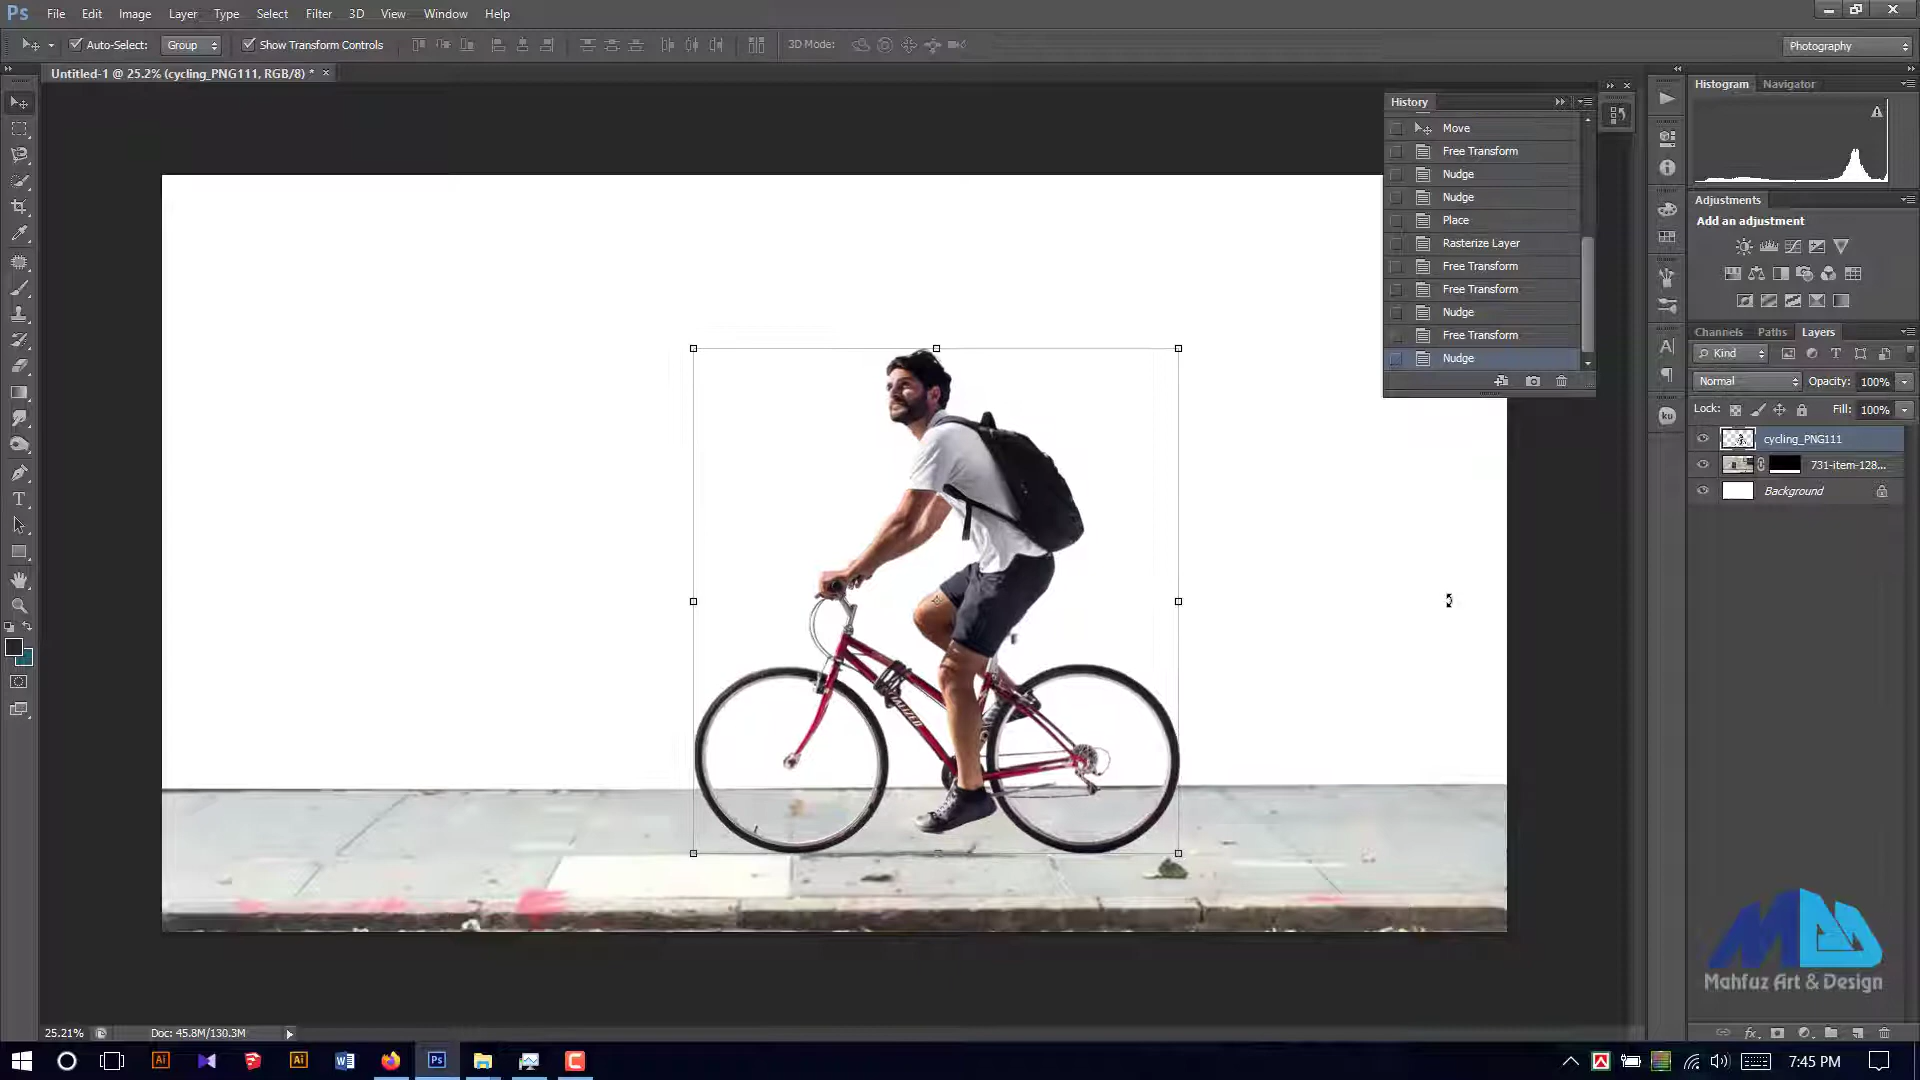 Ps File Edit Image Layer Type Select Filter 3D View Window Help
Auto-Select: Group Show Transform Controls 3D Mode: Photography
Untitled-1 @ 25.2% (cycling_PNG111, RGB/8) * ×
History
Move
Free Transform
Nudge
Nudge
Place
Rasterize Layer
Free Transform
Free Transform
Nudge
Free Transform
Nudge
Histogram Navigator
Adjustments
Add an adjustment
Channels Paths Layers
Kind
Normal Opacity: 100%
Lock: Fill: 100%
cycling_PNG111
731-item-128...
Background
ku
Mahfuz Art & Design
25.21% Doc: 45.8M/130.3M
7:45 PM